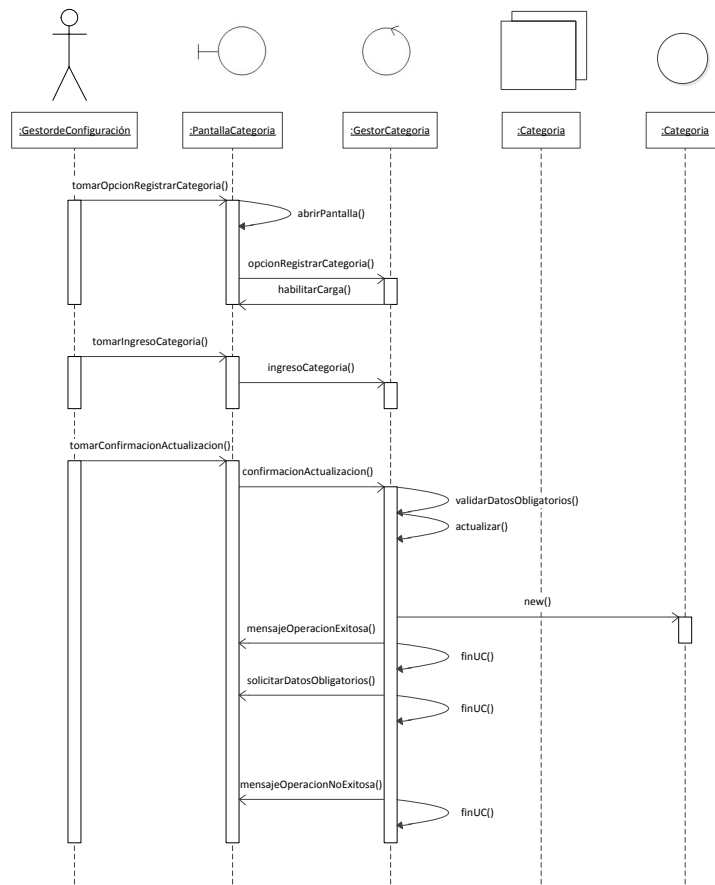 :GestordeConfiguración
:PantallaCategoria
:GestorCategoria
:Categoria
:Categoria
tomarOpcionRegistrarCategoria()
abrirPantalla()
opcionRegistrarCategoria()
habilitarCarga()
tomarIngresoCategoria()
ingresoCategoria()
tomarConfirmacionActualizacion()
confirmacionActualizacion()
validarDatosObligatorios()
actualizar()
new()
mensajeOperacionExitosa()
finUC()
solicitarDatosObligatorios()
finUC()
mensajeOperacionNoExitosa()
finUC()